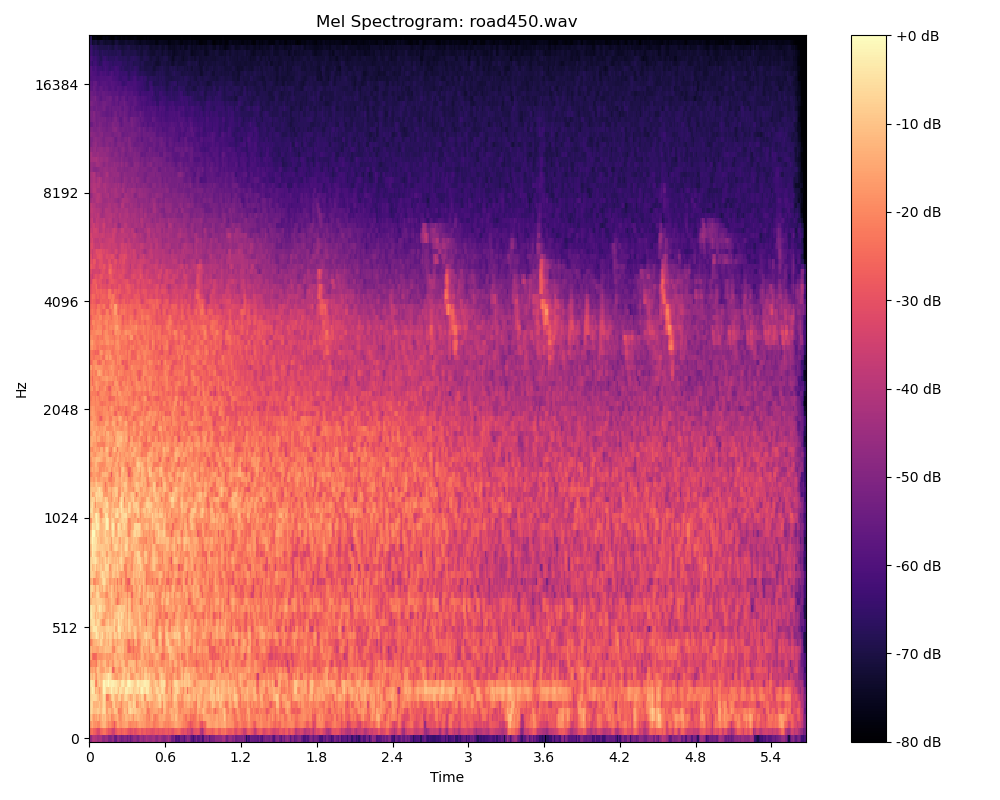 Mel Spectrogram: road450.wav
Hz
16384
8192
4096
2048
1024
512
0
0 0.6 1.2 1.8 2.4 3 3.6 4.2 4.8 5.4
Time
+0 dB
-10 dB
-20 dB
-30 dB
-40 dB
-50 dB
-60 dB
-70 dB
-80 dB